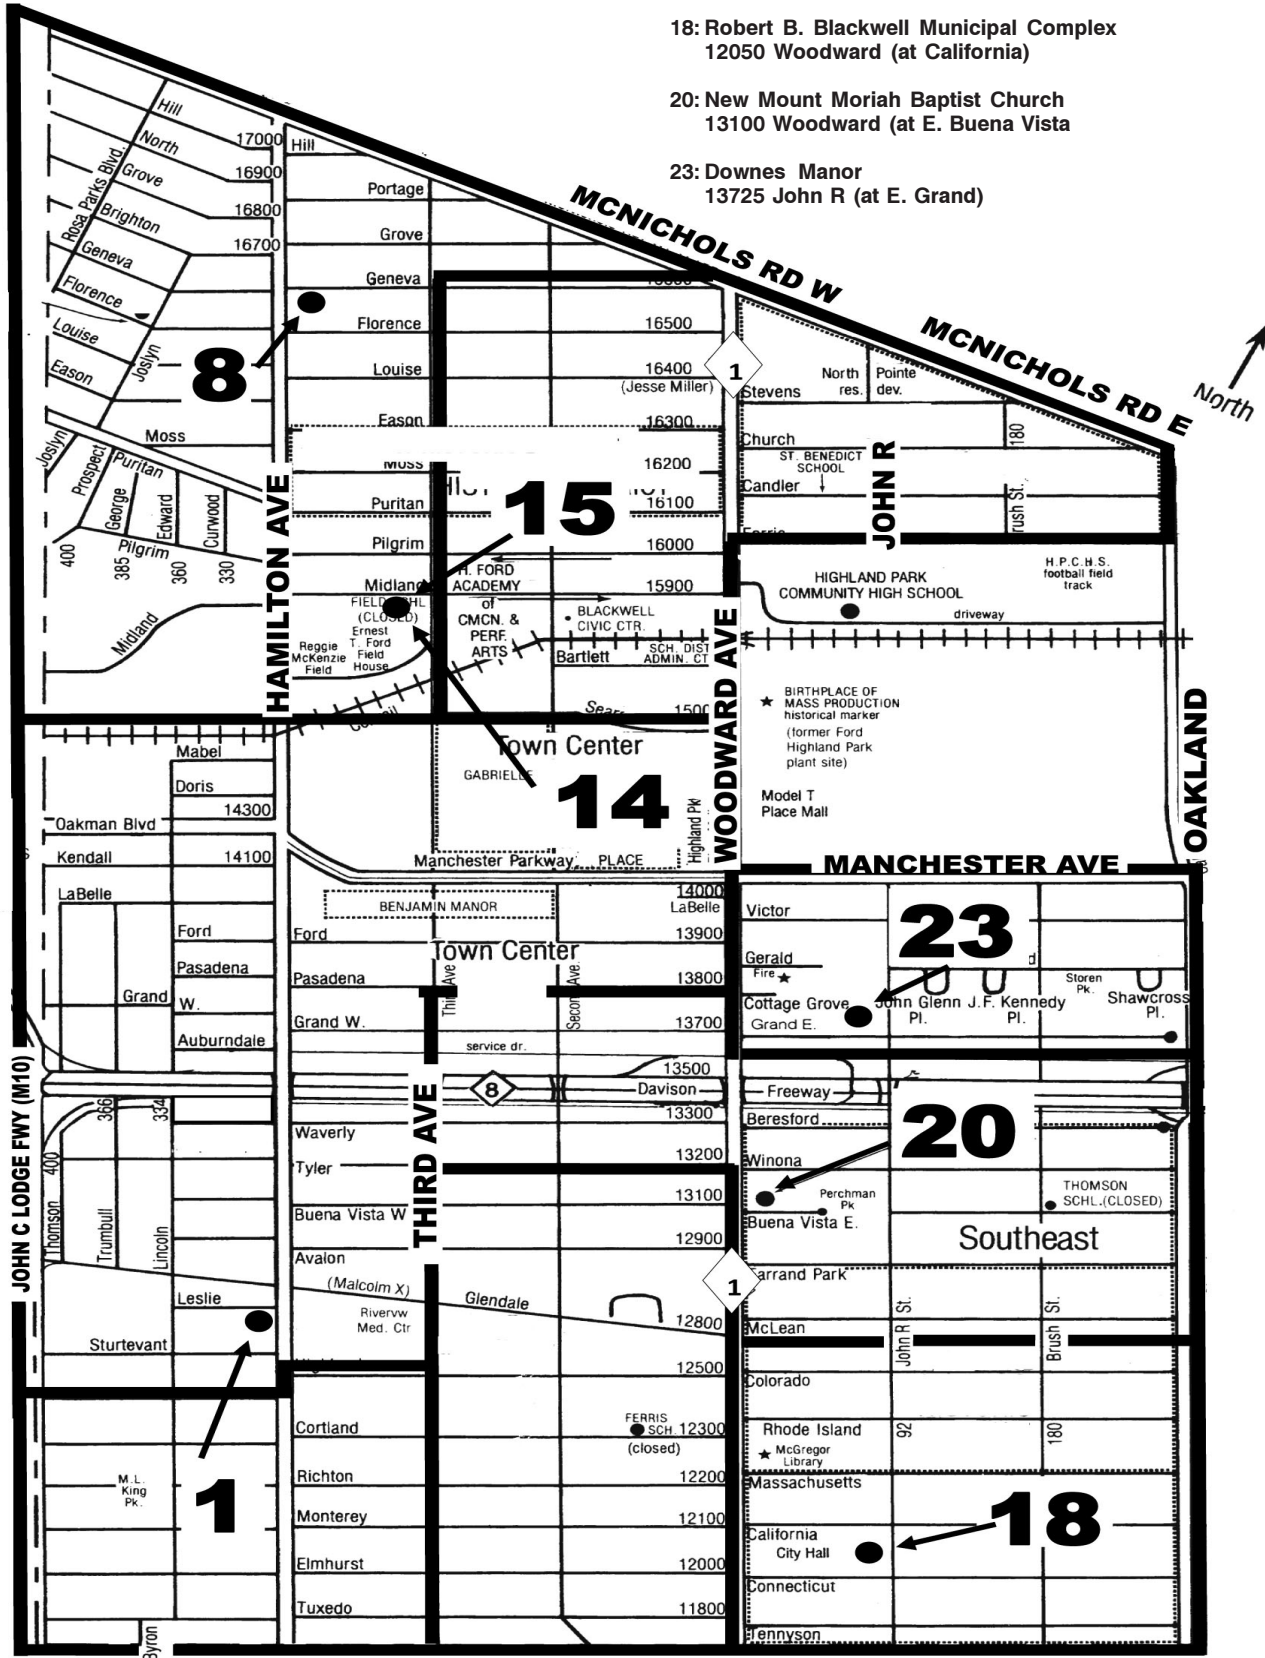 18: Robert B. Blackwell Municipal Complex
12050 Woodward (at California)
20: New Mount Moriah Baptist Church
13100 Woodward (at E. Buena Vista
23: Downes Manor
13725 John R (at E. Grand)
MCNICHOLS RD W
MCNICHOLS RD E
North
Hill
North
Grove
Brighton
Geneva
Florence
Louise
Eason
Rosa Parks Blvd.
Joslyn
Joslyn
Moss
17000
16900
16800
16700
Hill
Portage
Grove
Geneva
Florence
Louise
Eason
Moss
Puritan
Pilgrim
Midland
16500
16400
(Jesse Miller)
16300
16200
16100
16000
15900
8
15
1
Stevens
North
res.
Pointe
dev.
Church
180
ST. BENEDICT
SCHOOL
Candler
JOHN R
Prospect
Puritan
George
Edward
Curwood
Pilgrim
400
385
360
330
Midland
HAMILTON AVE
FIELD
(CLOSED)
Ernest
T. Ford
Field
House
Reggie
McKenzie
Field
H. FORD
ACADEMY
of
CMCN. &
PERF.
ARTS
BLACKWELL
CIVIC CTR.
Bartlett
SCH. DIST
ADMIN. CT
HIGHLAND PARK
COMMUNITY HIGH SCHOOL
H.P.C.H.S.
football field
track
driveway
WOODWARD AVE
OAKLAND
BIRTHPLACE OF
MASS PRODUCTION
historical marker
(former Ford
Highland Park
plant site)
Model T
Place Mall
Town Center
14
Highland Pk
Manchester Parkway
PLACE
MANCHESTER AVE
Mabel
Doris
14300
Oakman Blvd
Kendall
14100
LaBelle
Ford
Pasadena
Grand
W.
Auburndale
BENJAMIN MANOR
14000
LaBelle
Ford
13900
Town Center
Pasadena
13800
Third Ave
Second Ave.
Grand W.
13700
service dr.
13500
8
Davison
Freeway
13300
Victor
Gerald
Fire
Cottage Grove
Grand E.
23
John Glenn
Pl.
J.F. Kennedy
Pl.
Storen
Pk.
Shawcross
Pl.
JOHN C LODGE FWY (M10)
366
334
400
Thomson
Trumbull
Lincoln
Waverly
Tyler
13200
THIRD AVE
Buena Vista W
13100
Avalon
12900
(Malcolm X)
Glendale
Rivervw
Med. Ctr
12800
Beresford
20
Winona
Perchman
Pk
Buena Vista E.
THOMSON
SCHL.(CLOSED)
Southeast
1
McLean
John R St.
Brush St.
Leslie
Sturtevant
12500
Colorado
Cortland
FERRIS
SCH.
(closed)
12300
Rhode Island
92
180
McGregor
Library
M.L.
King
Pk.
1
Richton
12200
Massachusetts
Monterey
12100
California
City Hall
18
Elmhurst
12000
Connecticut
Tuxedo
11800
Tennyson
Byron